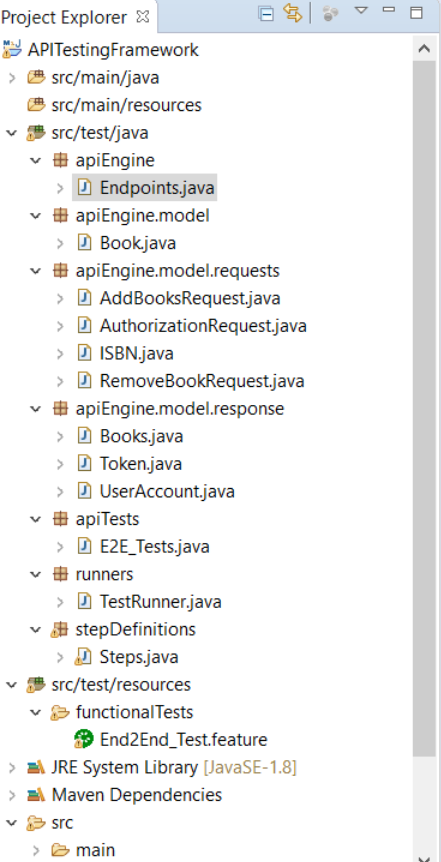 Project Explorer
APITestingFramework
src/main/java
src/main/resources
src/test/java
apiEngine
Endpoints.java
apiEngine.model
Book.java
apiEngine.model.requests
AddBooksRequest.java
AuthorizationRequest.java
ISBN.java
RemoveBookRequest.java
apiEngine.model.response
Books.java
Token.java
UserAccount.java
apiTests
E2E_Tests.java
runners
TestRunner.java
stepDefinitions
Steps.java
src/test/resources
functionalTests
End2End_Test.feature
JRE System Library [JavaSE-1.8]
Maven Dependencies
src
main